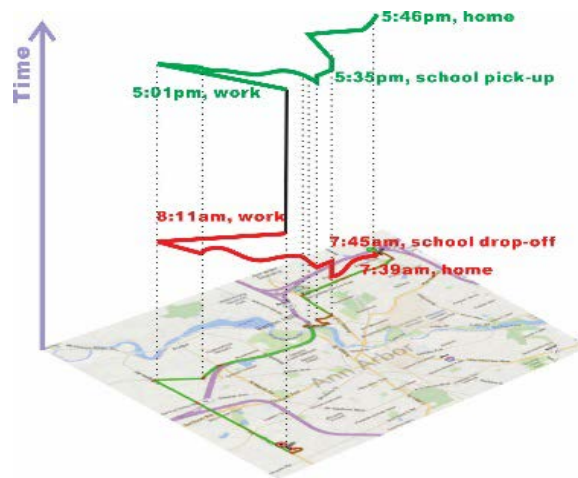 Time
5:46pm, home
5:35pm, school pick-up
5:01pm, work
8:11am, work
7:45am, school drop-off
7:39am, home
Ann Arbor